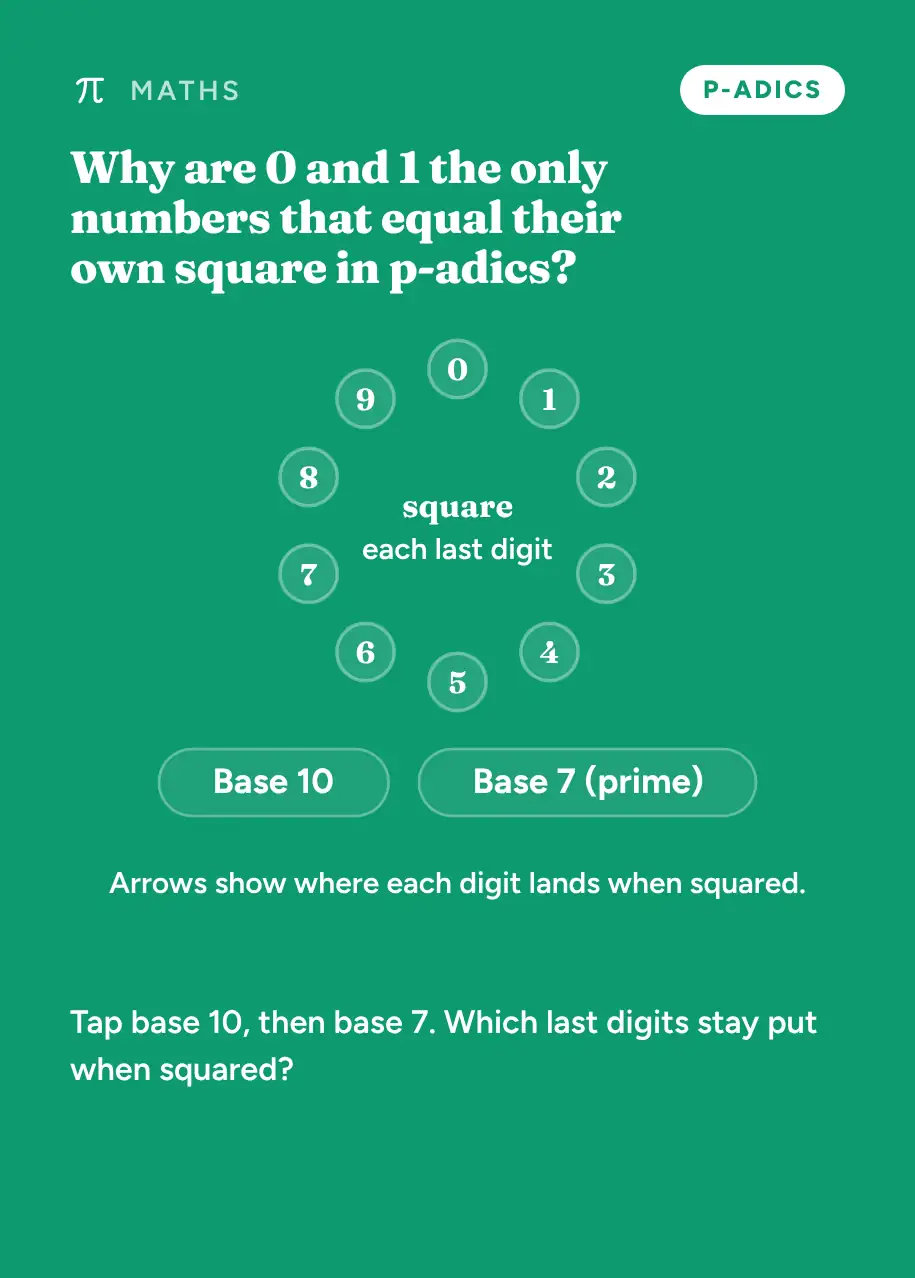 π MATHS
P-ADICS
Why are 0 and 1 the only
numbers that equal their
own square in p-adics?
0
9
1
8
2
square
each last digit
7
3
6
4
5
Base 10
Base 7 (prime)
Arrows show where each digit lands when squared.
Tap base 10, then base 7. Which last digits stay put
when squared?